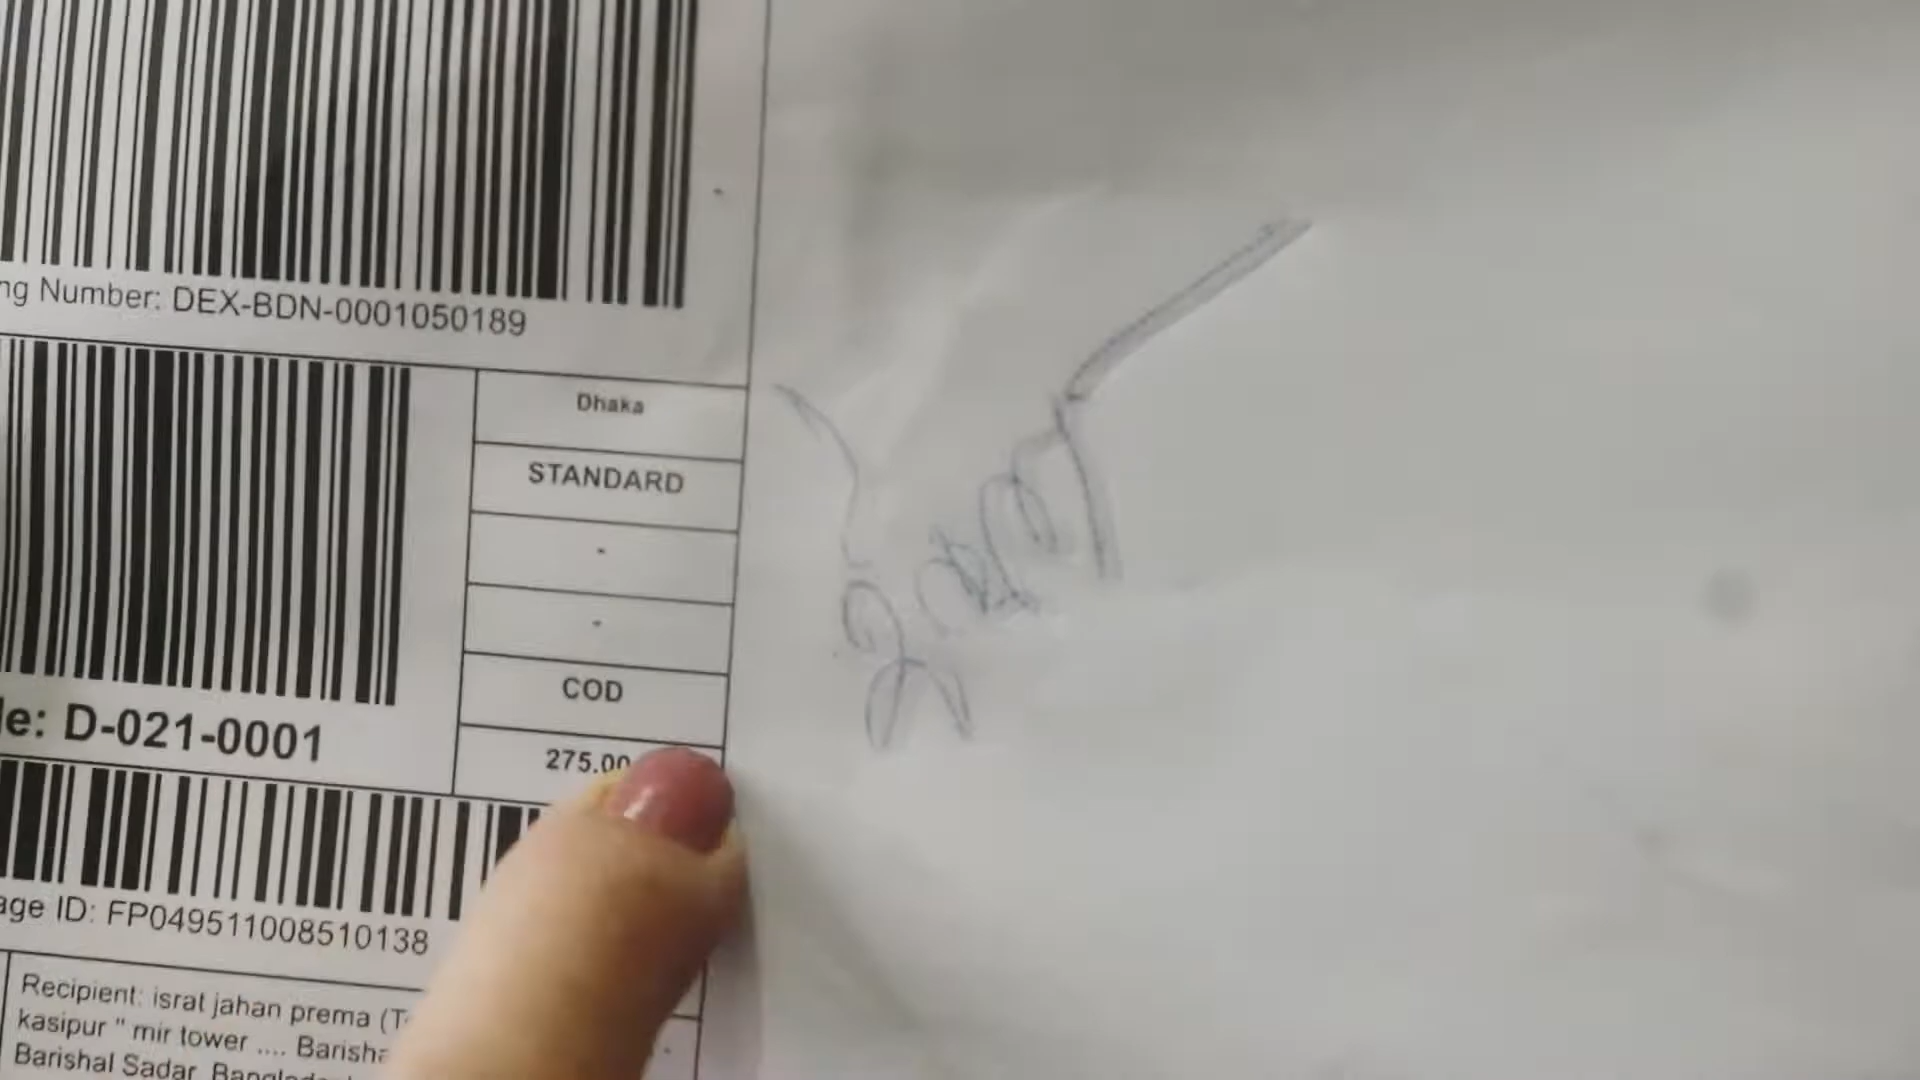 ng Number: DEX-BDN-0001050189
Dhaka
STANDARD
-
-
COD
275.00
le: D-021-0001
age ID: FP049511008510138
Recipient: israt jahan prema (T
kasipur " mir tower .... Barisha
Barishal Sadar, Banglade